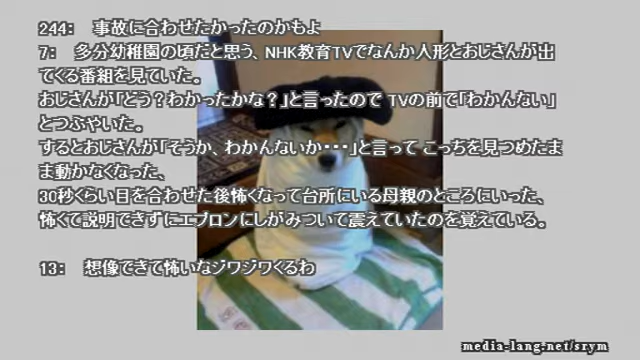 244:　事故に合わせたかったのかもよ
7:　多分幼稚園の頃だと思う、NHK教育TVでなんか人形とおじさんが出
てくる番組を見ていた。
おじさんが「どう？わかったかな？」と言ったので TVの前で「わかんない」
とつぶやいた。
するとおじさんが「そうか、わかんないか・・・」と言って こっちを見つめたま
ま動かなくなった、
30秒くらい目を合わせた後怖くなって台所にいる母親のところにいった、
怖くて説明できずにエプロンにしがみついて震えていたのを覚えている。
13:　想像できて怖いなジワジワくるわ
media-lang-net/srym